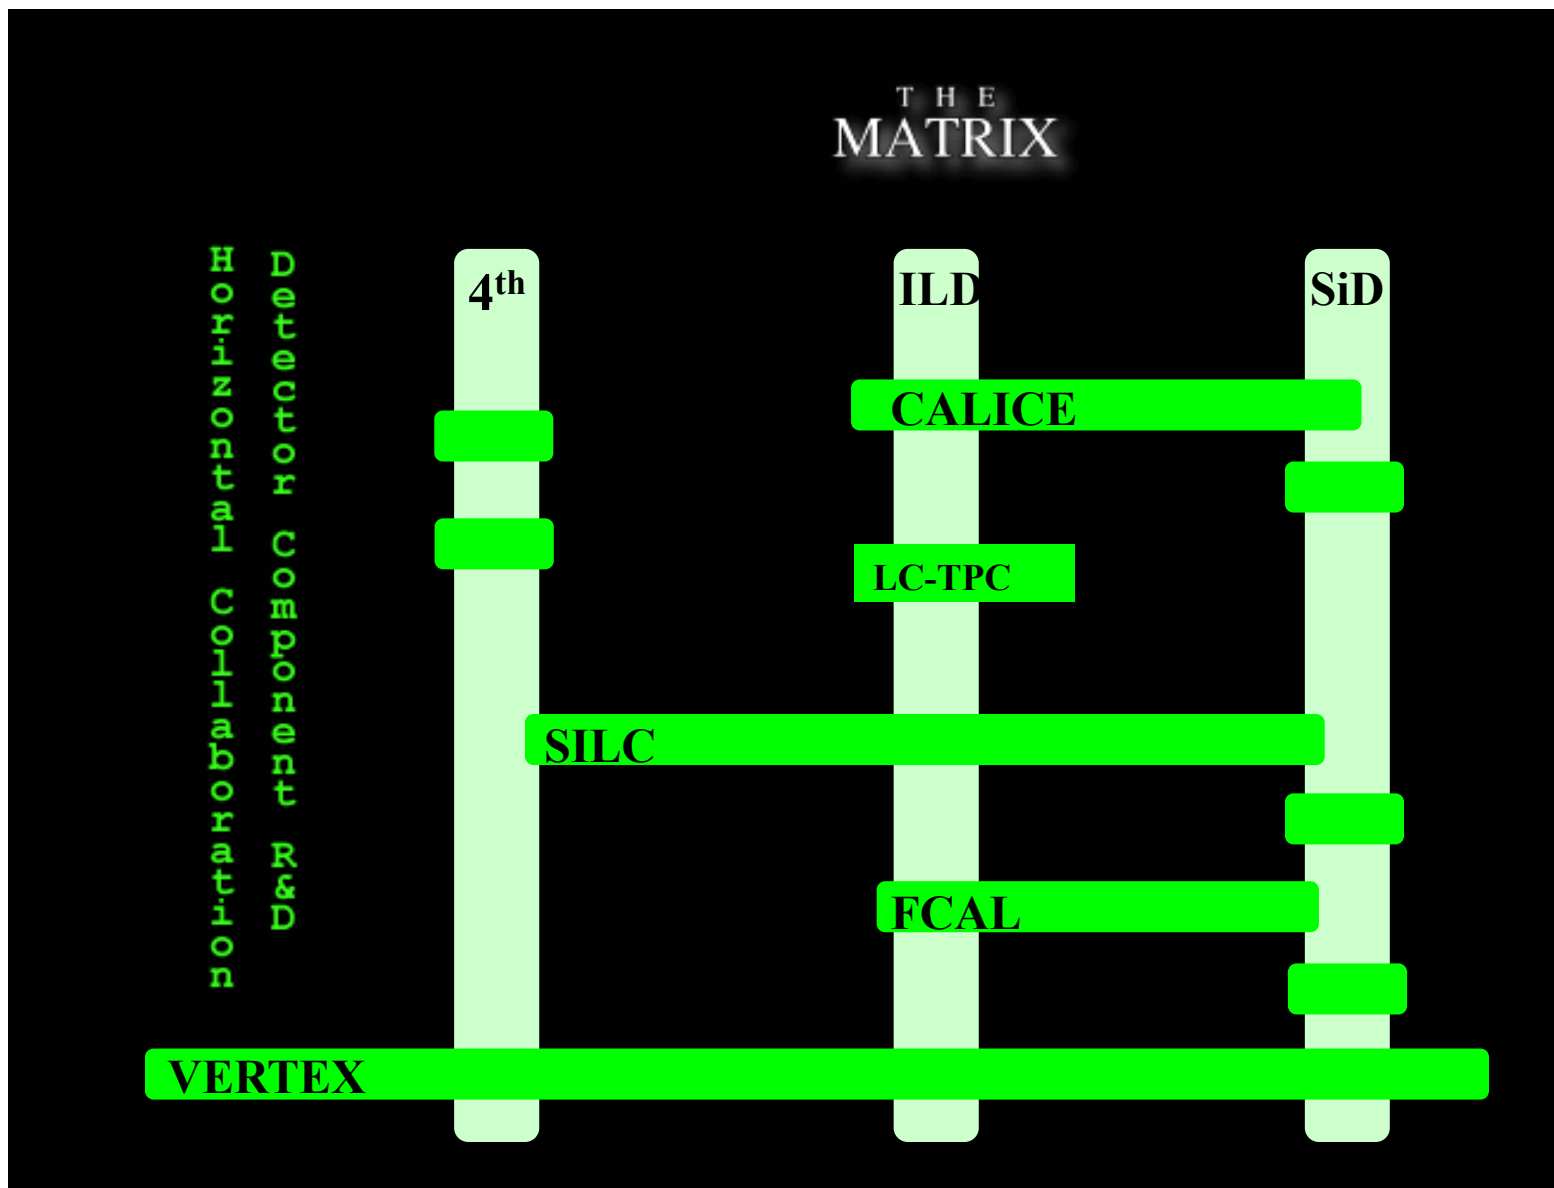 THE
MATRIX
Horizontal Collaboration
Detector Component R&D
4th
ILD
SiD
CALICE
LC-TPC
SILC
FCAL
VERTEX